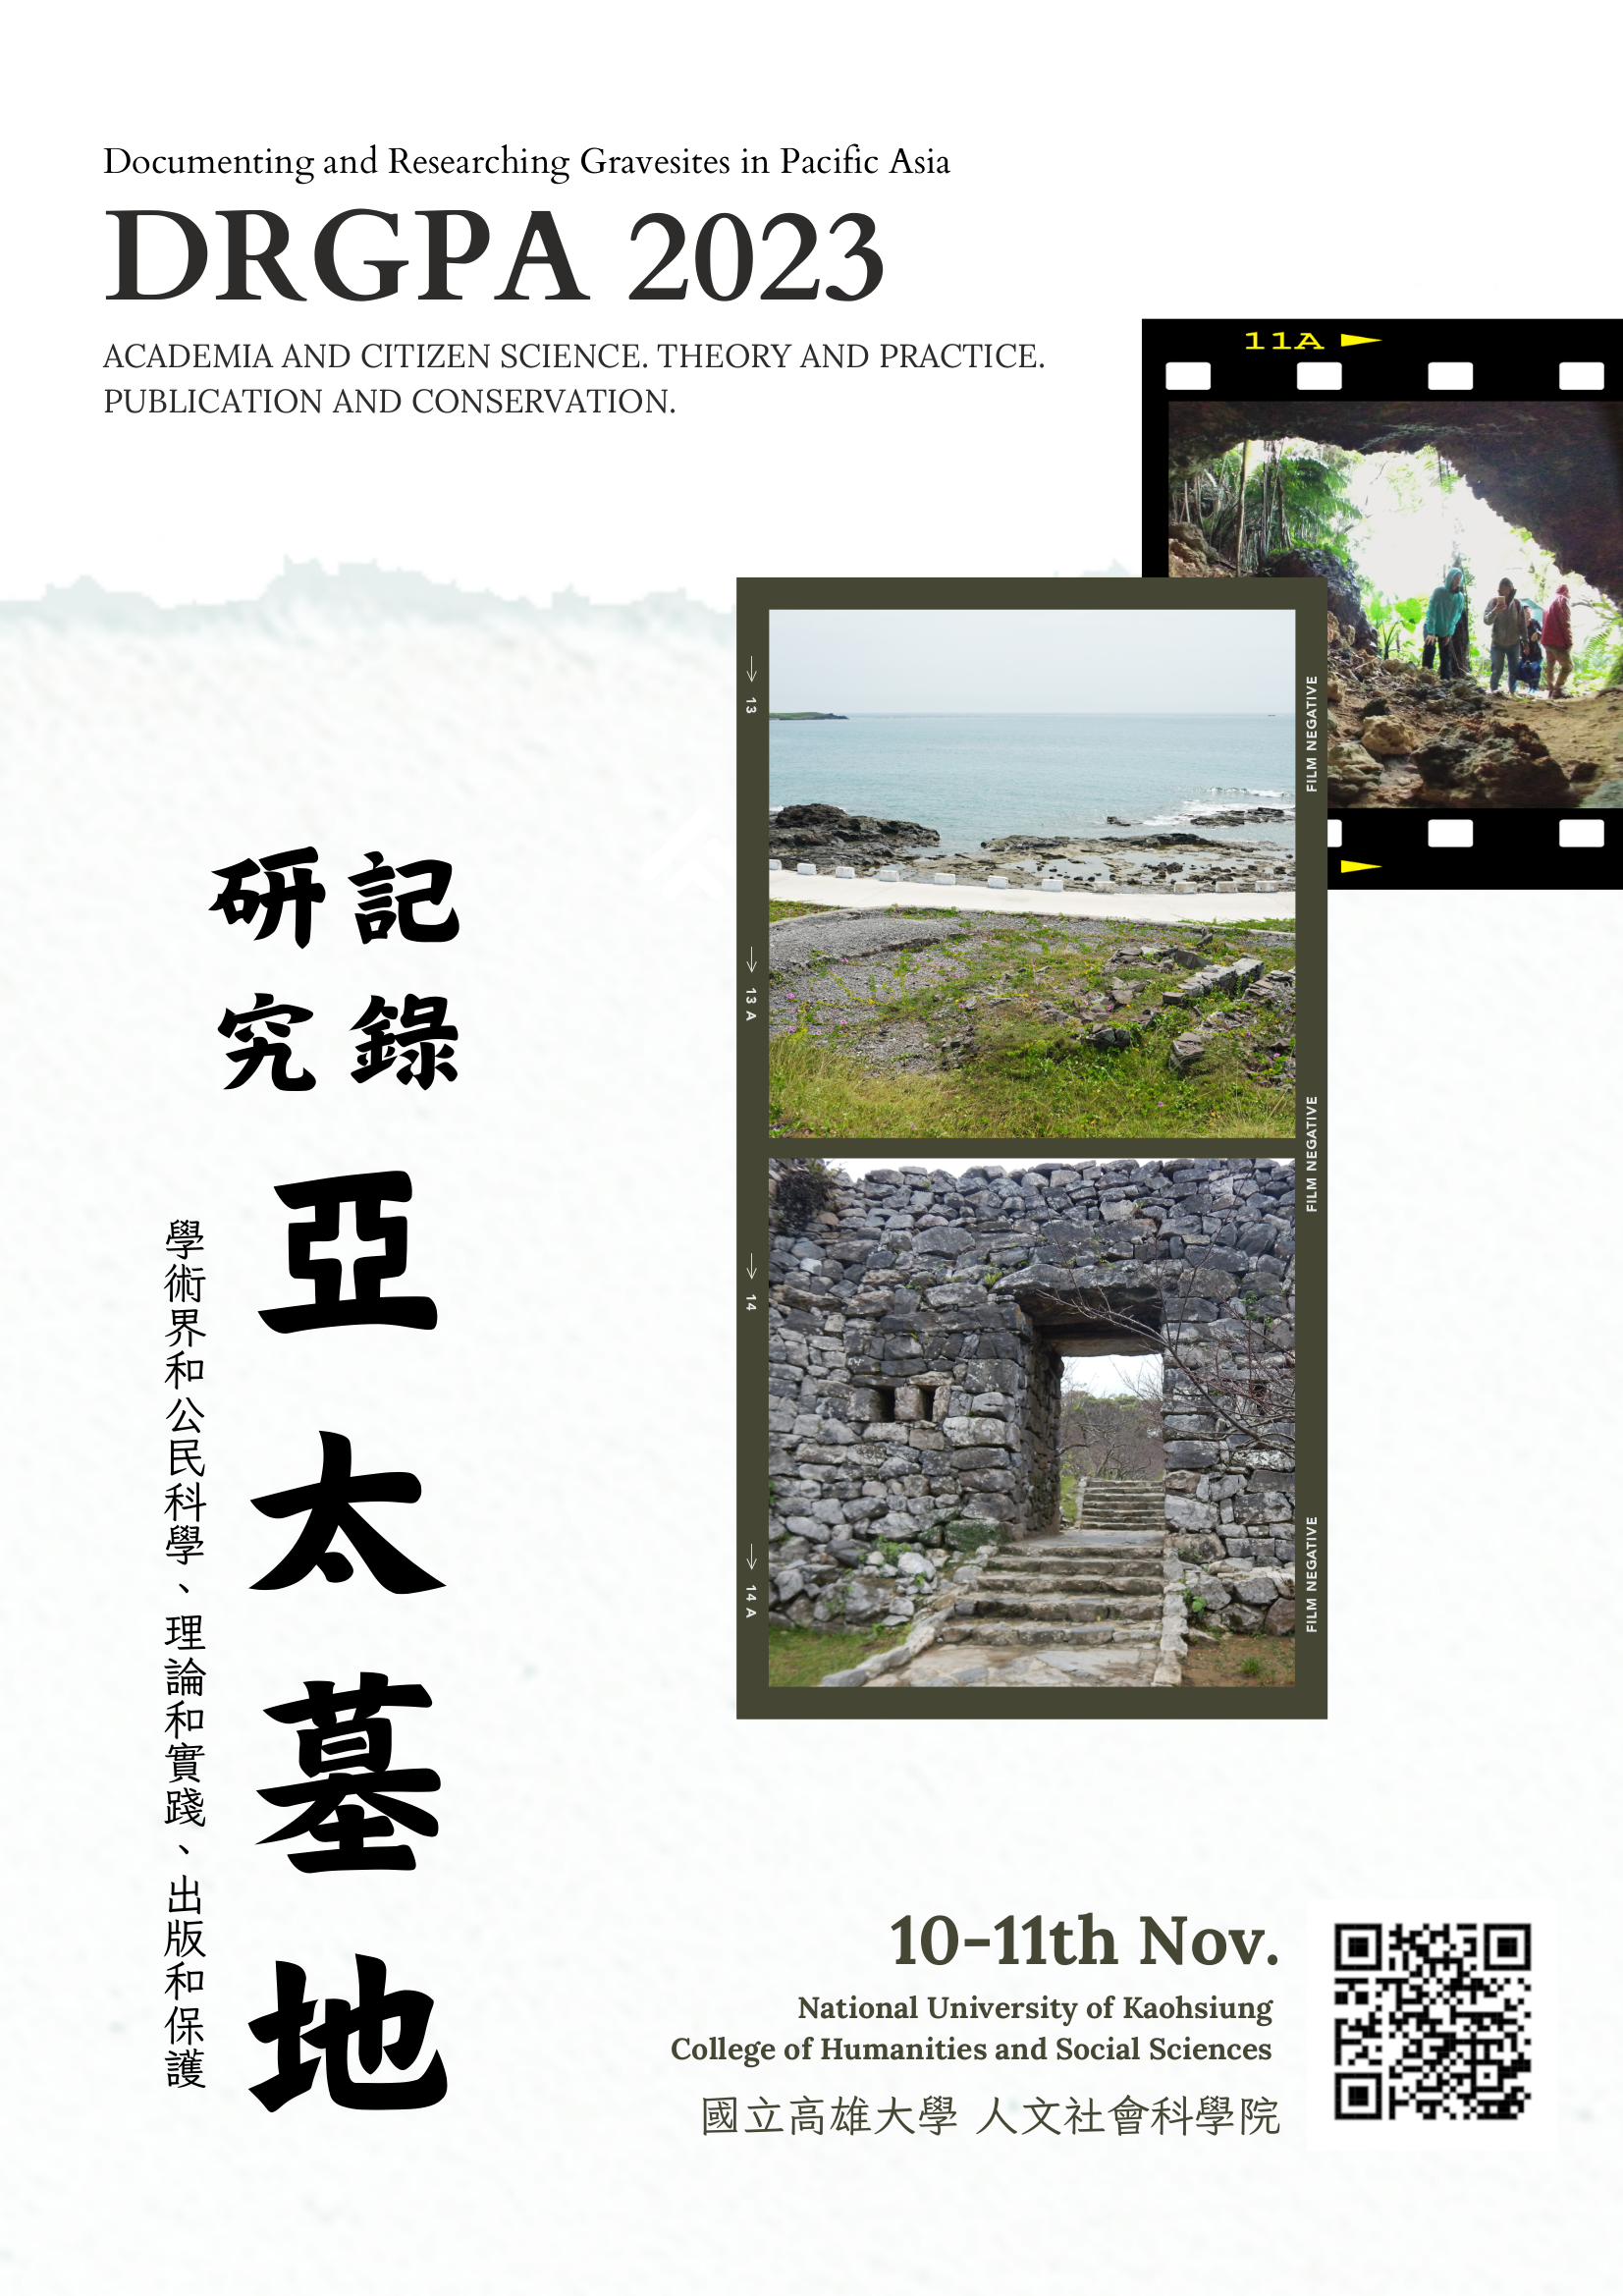 Documenting and Researching Gravesites in Pacific Asia
DRGPA 2023
ACADEMIA AND CITIZEN SCIENCE. THEORY AND PRACTICE.
PUBLICATION AND CONSERVATION.
11A
13
13 A
14
14 A
FILM NEGATIVE
FILM NEGATIVE
FILM NEGATIVE
記錄
研究
亞太墓地
學術界和公民科學、理論和實踐、出版和保護
10-11th Nov.
National University of Kaohsiung
College of Humanities and Social Sciences
國立高雄大學 人文社會科學院